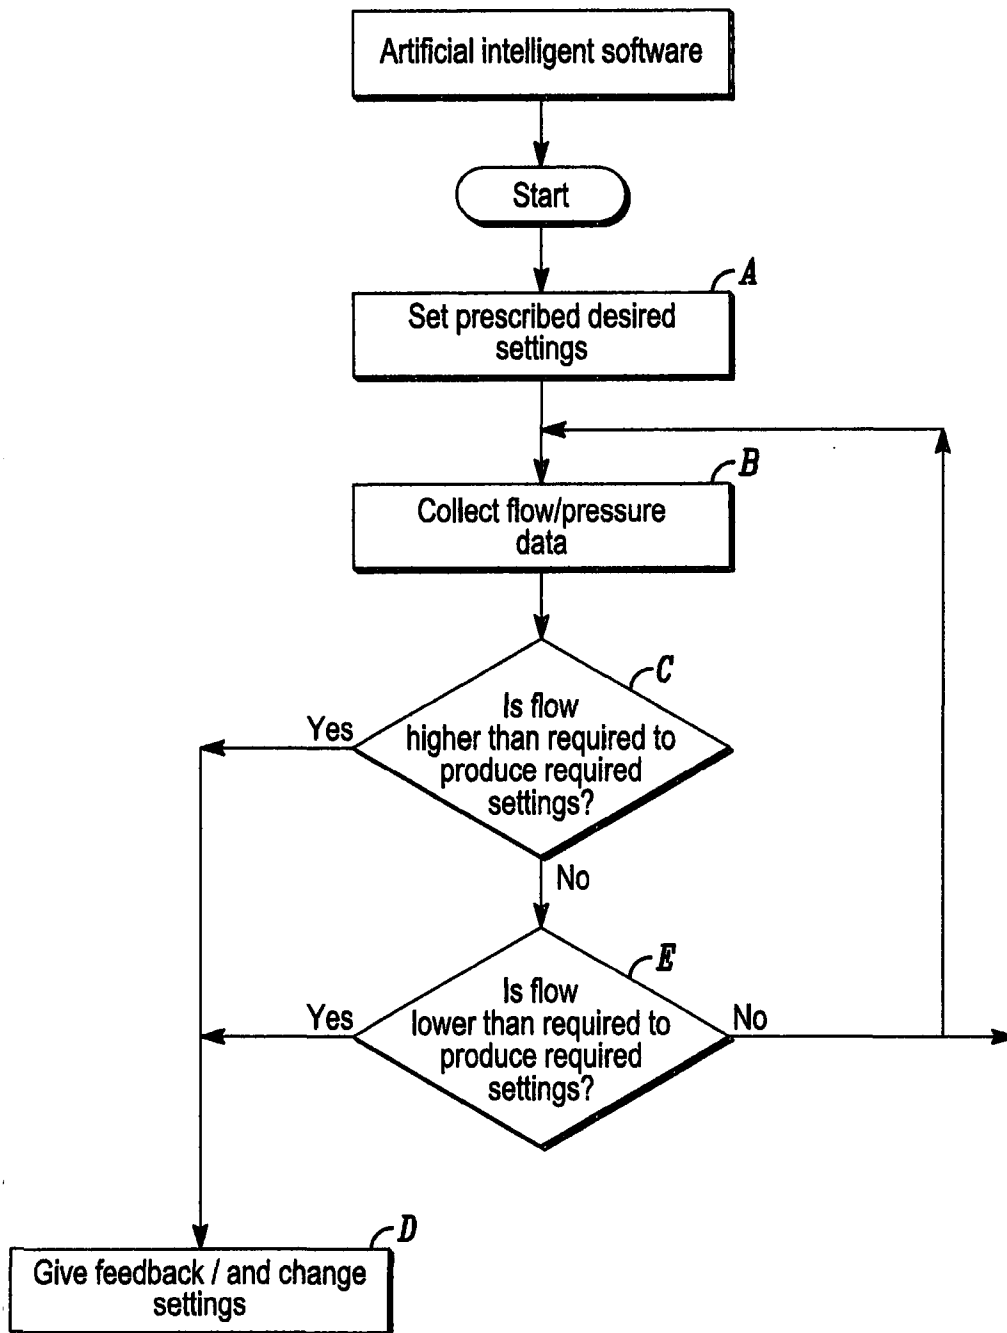 Artificial intelligent software
Start
A
Set prescribed desired
settings
B
Collect flow/pressure
data
C
Is flow
higher than required to
produce required
settings?
Yes
No
E
Is flow
lower than required to
produce required
settings?
Yes
No
D
Give feedback / and change
settings